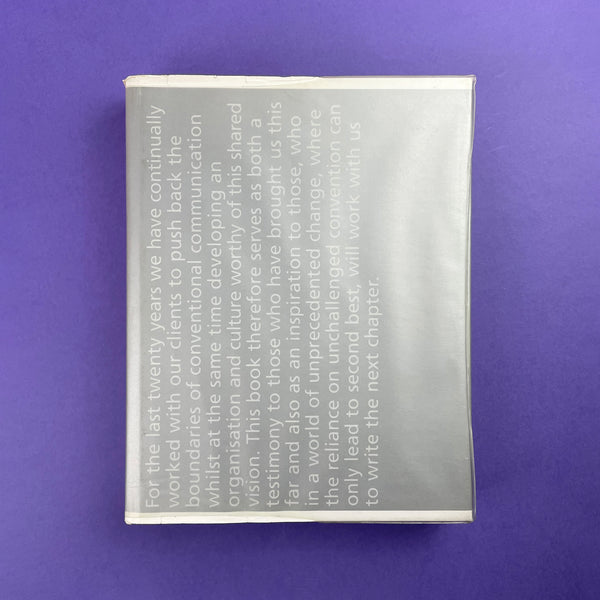 For the last twenty years we have continually
worked with our clients to push back the
boundaries of conventional communication
whilst at the same time developing an
organisation and culture worthy of this shared
vision. This book therefore serves as both a
testimony to those who have brought us this
far and also as an inspiration to those, who
in a world of unprecedented change, where
the reliance on unchallenged convention can
only lead to second best, will work with us
to write the next chapter.